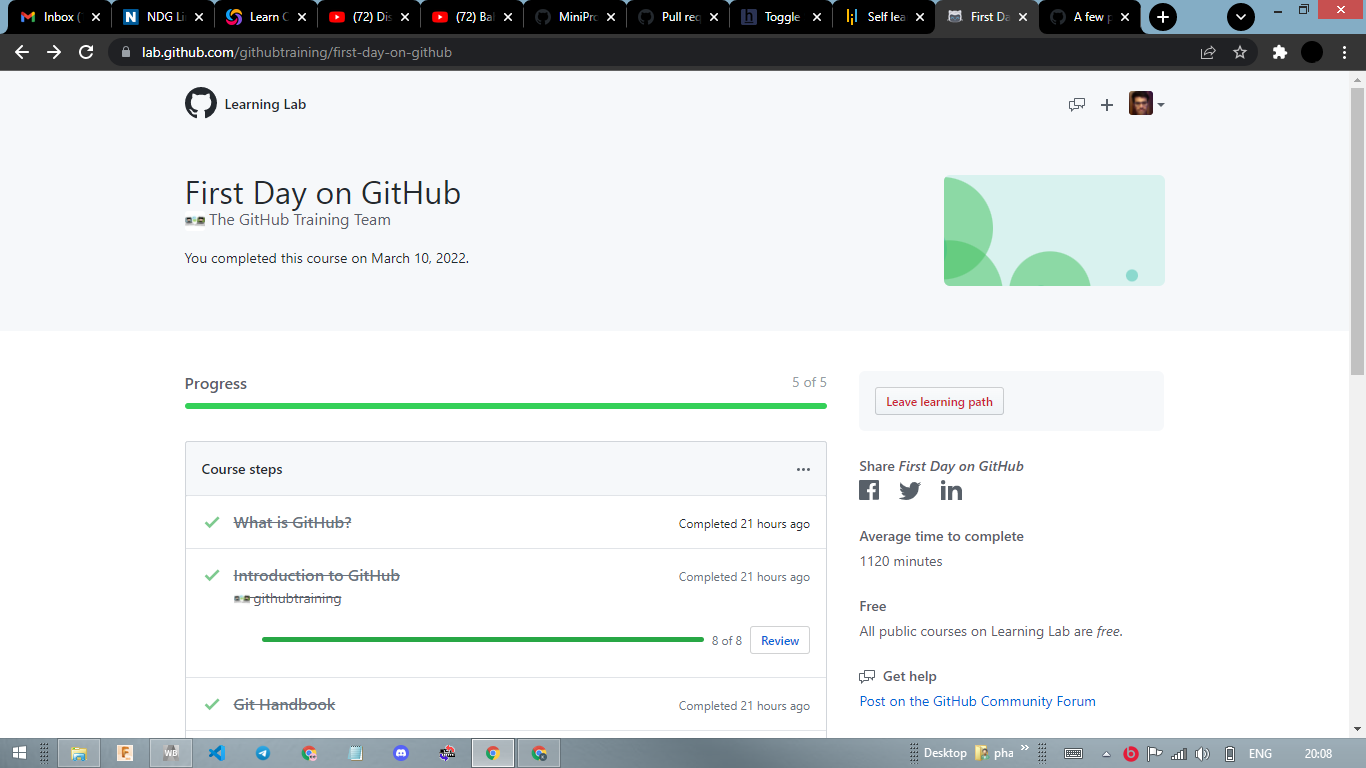 Inbox (
NDG Li
Learn C
(72) Dis
(72) Bal
MiniPro
Pull req
Toggle
Self lea
First Da
A few p
lab.github.com/githubtraining/first-day-on-github
Learning Lab
First Day on GitHub
The GitHub Training Team
You completed this course on March 10, 2022.
Progress
5 of 5
Leave learning path
Course steps
Share First Day on GitHub
What is GitHub?
Completed 21 hours ago
Average time to complete
1120 minutes
Introduction to GitHub
Completed 21 hours ago
githubtraining
Free
All public courses on Learning Lab are free.
8 of 8
Review
Get help
Post on the GitHub Community Forum
Git Handbook
Completed 21 hours ago
WB
Desktop
pha
ENG
20:08